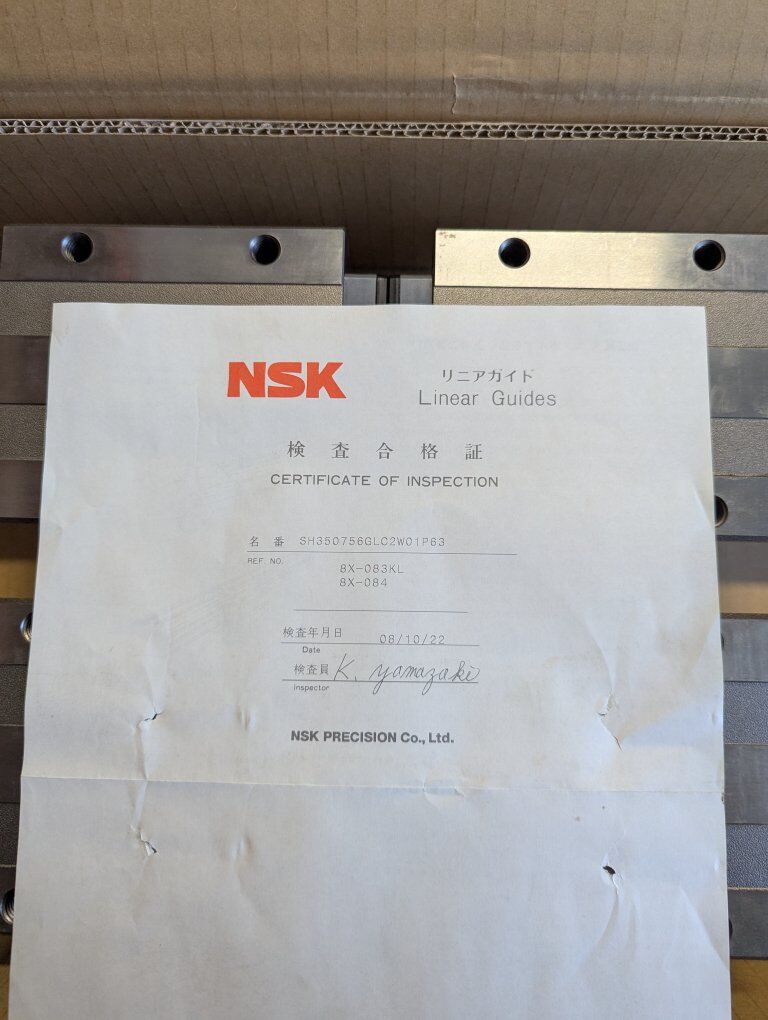 NSK
リニアガイド
Linear Guides
検査合格証
CERTIFICATE OF INSPECTION
名番 SH350756GLC2W01P63
REF. NO.
8X-083KL
8X-084
検査年月日 08/10/22
Date
検査員 K. yamazaki
Inspector
NSK PRECISION Co., Ltd.